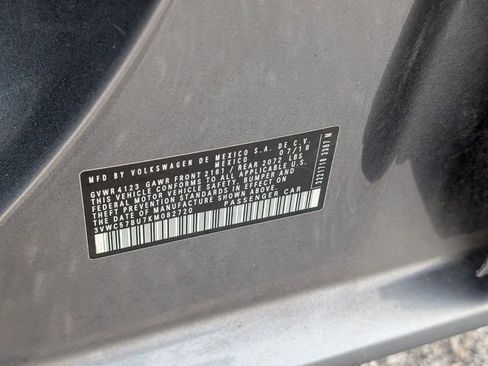 MFD BY VOLKSWAGEN DE MEXICO S.A. DE C.V.
MEXICO 07/18
GVWR 4123 GAWR FRONT 2161 / REAR 2072 LBS
THIS VEHICLE CONFORMS TO ALL APPLICABLE U.S.
FEDERAL MOTOR VEHICLE SAFETY BUMPER AND
THEFT PREVENTION STANDARDS IN EFFECT ON
THE DATE OF MANUFACTURE SHOWN ABOVE
3VWC57BU7KM082720 PASSENGER CAR